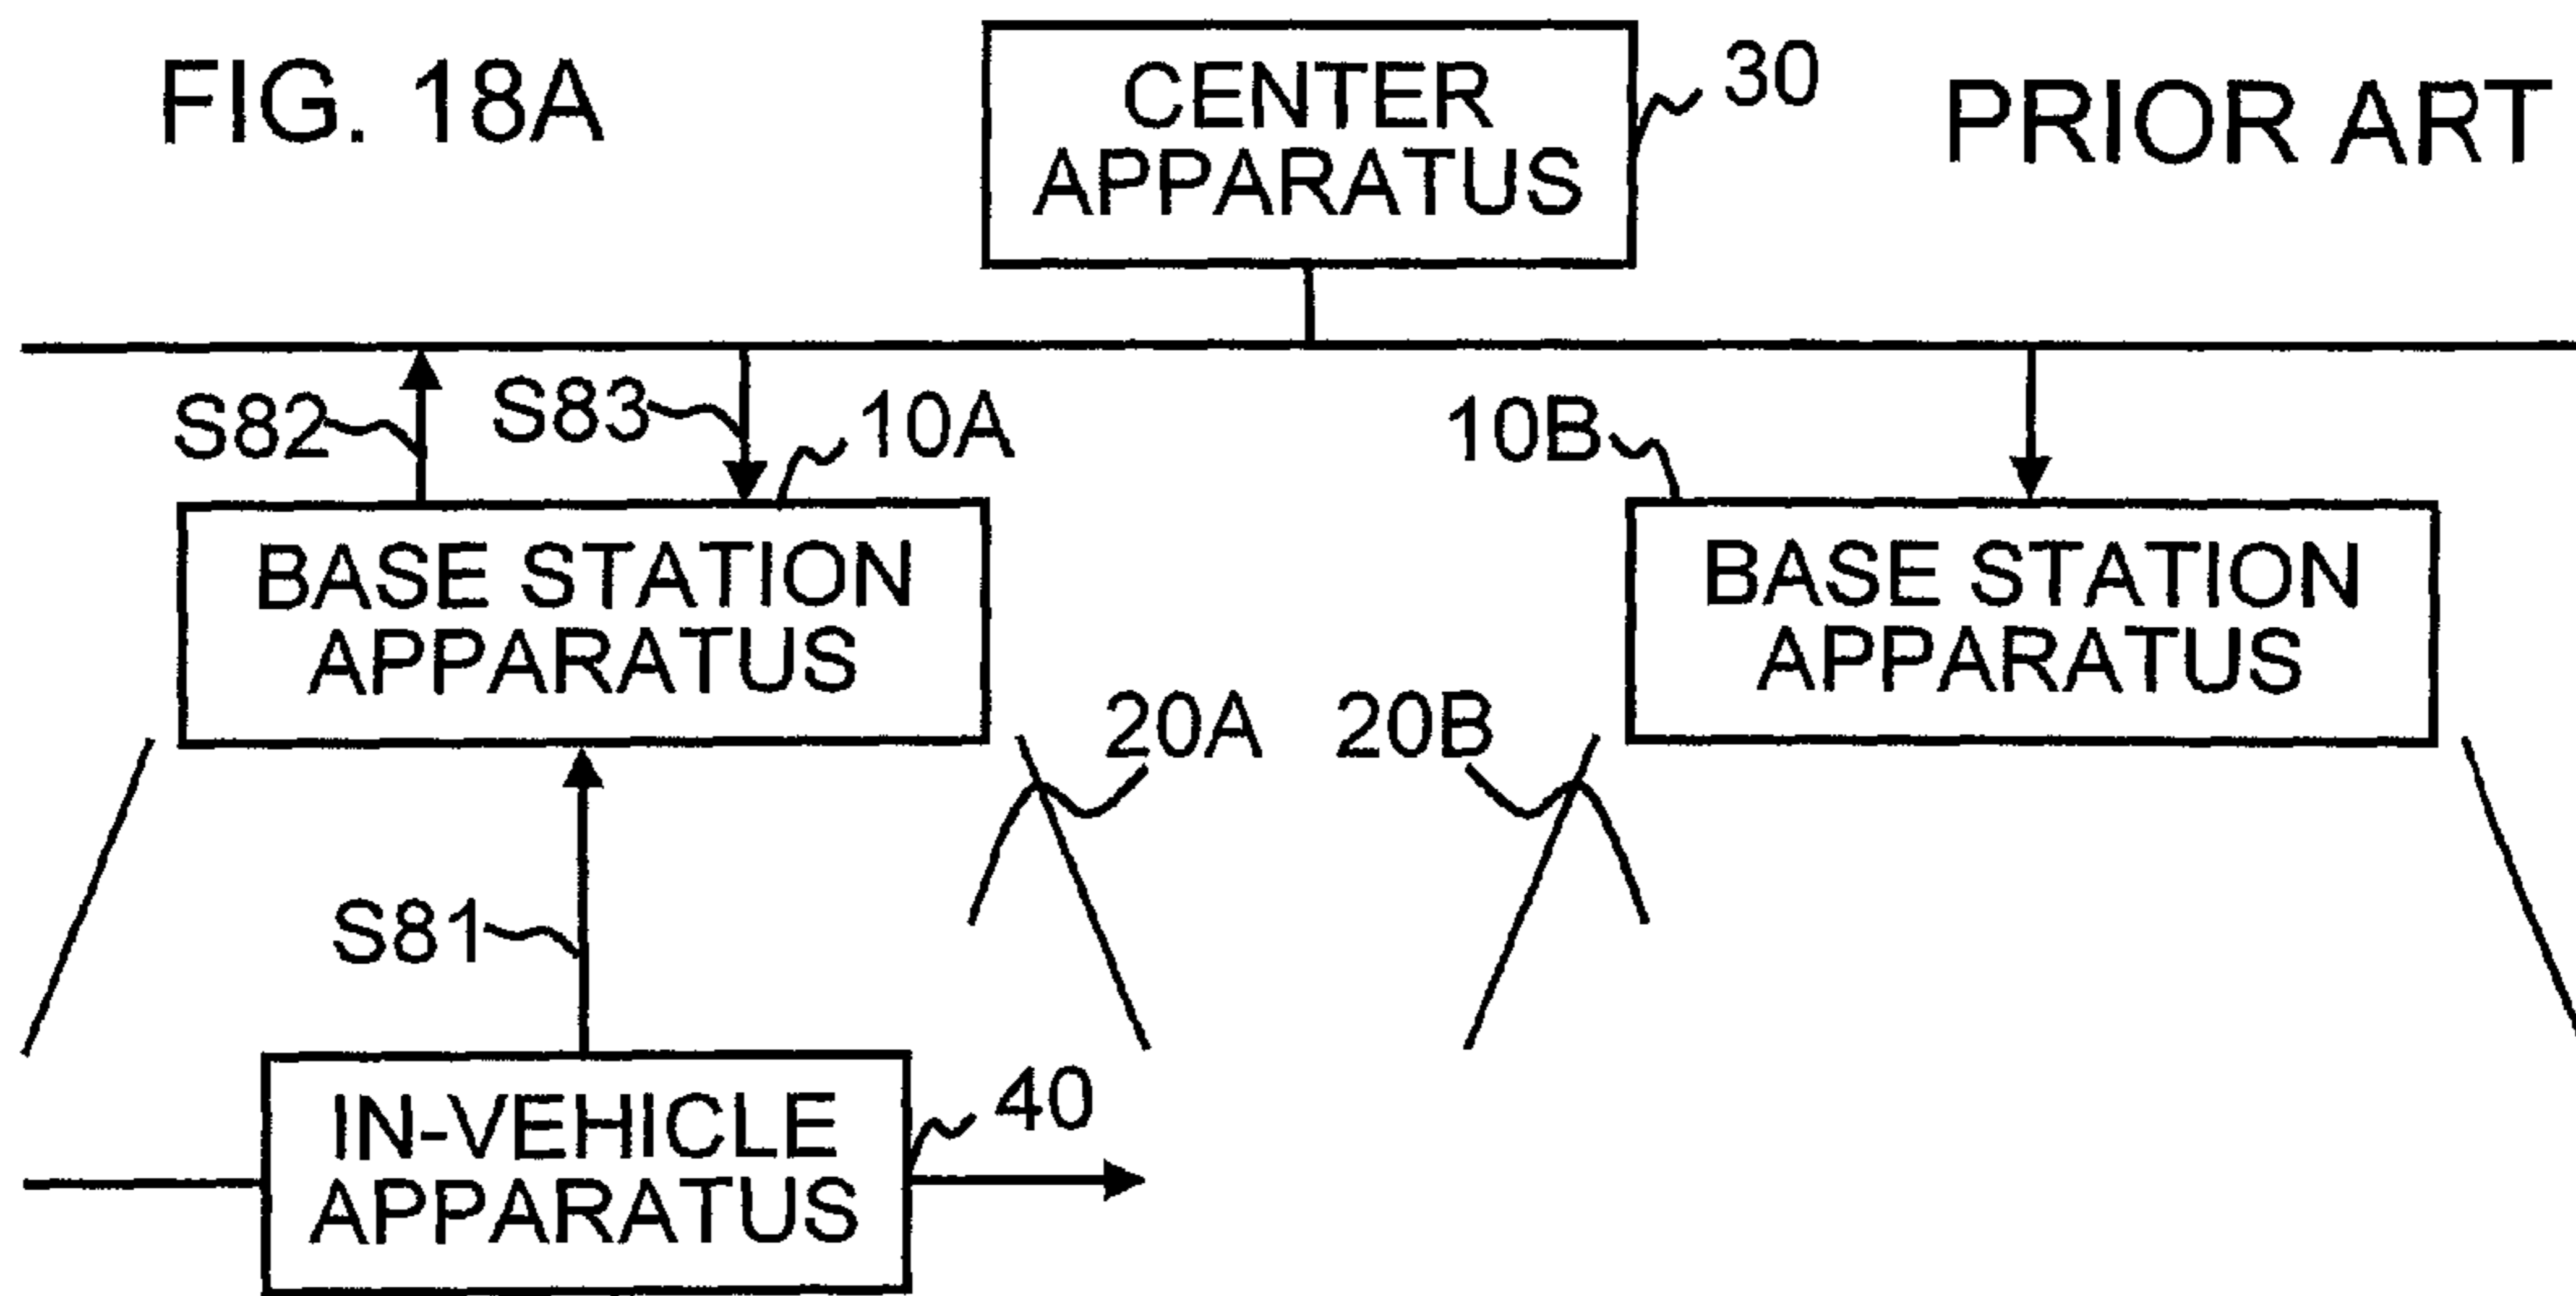 FIG. 18A
PRIOR ART
CENTER
APPARATUS
30
S82
S83
10A
10B
BASE STATION
APPARATUS
BASE STATION
APPARATUS
20A
20B
S81
IN-VEHICLE
APPARATUS
40